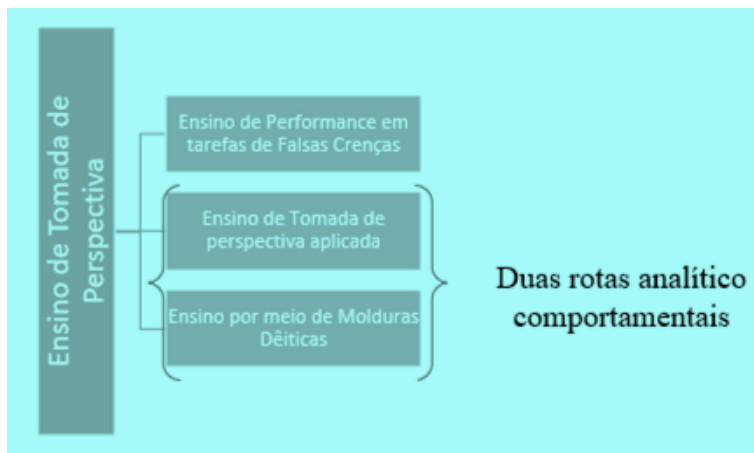 Ensino de Tomada de
Perspectiva
Ensino de Performance em
tarefas de Falsas Crenças
Ensino de Tomada de
perspectiva aplicada
Ensino por meio de Molduras
Dêiticas
Duas rotas analítico
comportamentais